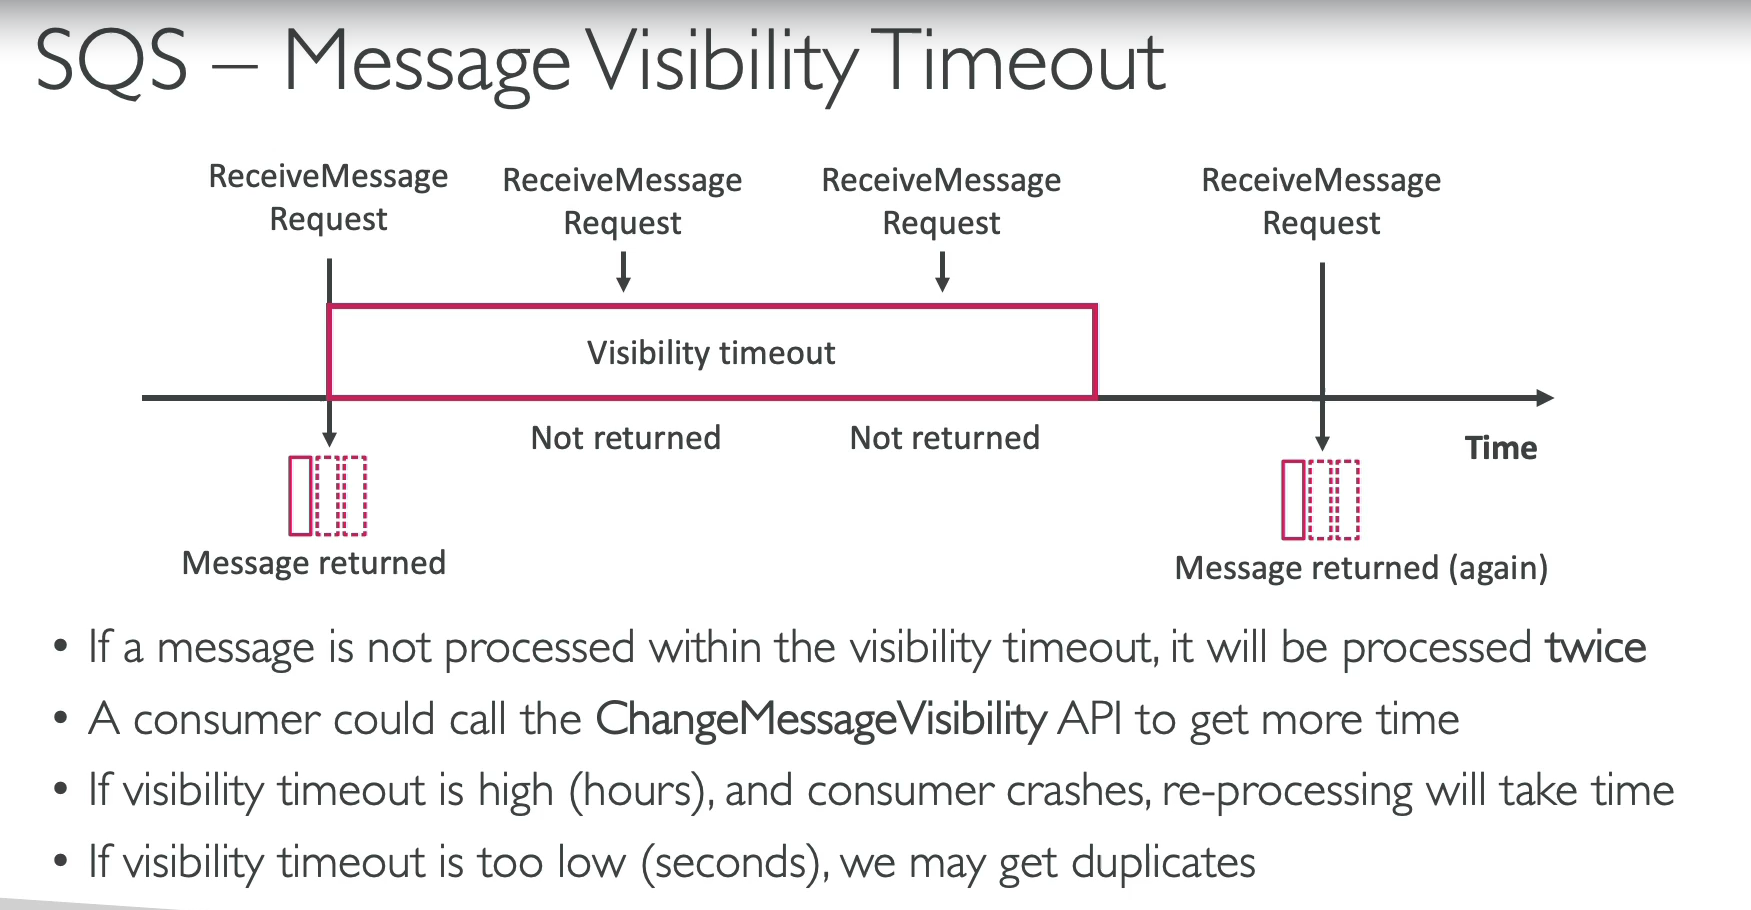 SQS – Message Visibility Timeout
ReceiveMessage
Request
ReceiveMessage
Request
ReceiveMessage
Request
ReceiveMessage
Request
Visibility timeout
Not returned
Not returned
Time
Message returned
Message returned (again)
• If a message is not processed within the visibility timeout, it will be processed twice
• A consumer could call the ChangeMessageVisibility API to get more time
• If visibility timeout is high (hours), and consumer crashes, re-processing will take time
• If visibility timeout is too low (seconds), we may get duplicates